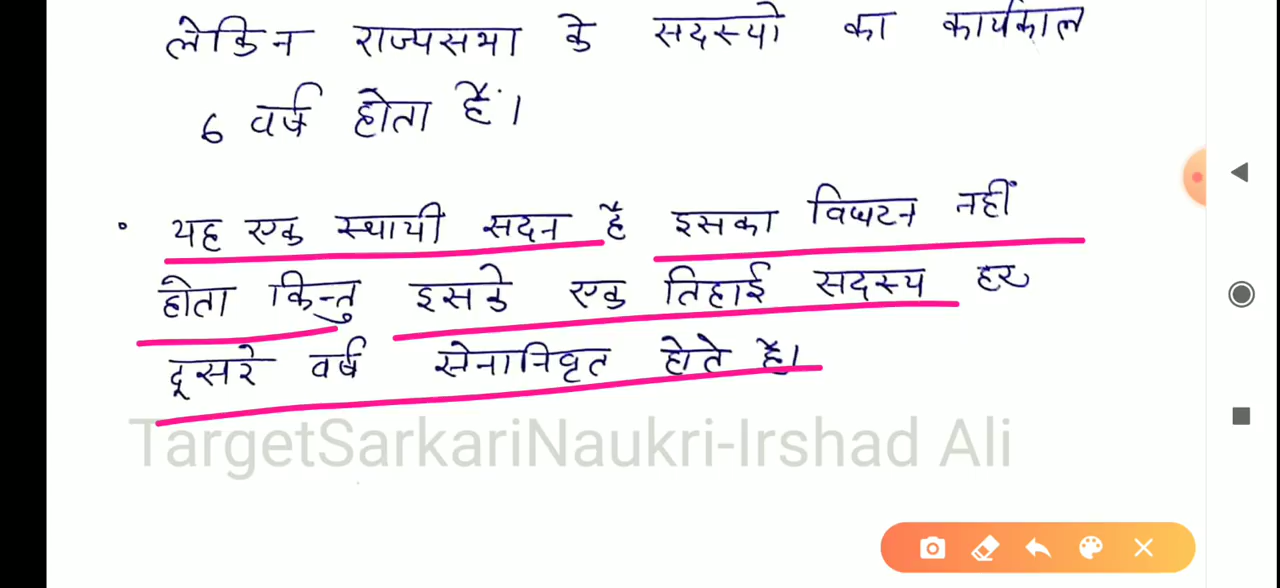 लेकिन राज्यसभा के सदस्यो का कार्यकाल
6 वर्ष होता हैं।
• यह एक स्थायी सदन है इसका विघटन नहीं
होता किन्तु इसके एक तिहाई सदस्य हर
दूसरे वर्ष सेनानिवृत होते है।
TargetSarkariNaukri-Irshad Ali